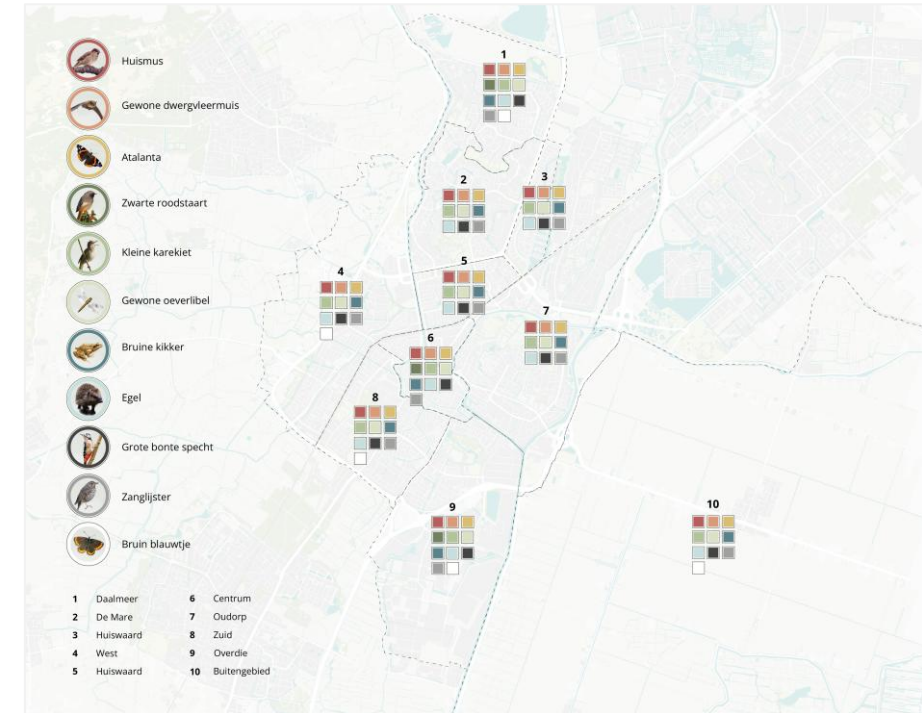 Huismus
Gewone dwergvleermuis
Atalanta
Zwarte roodstaart
Kleine karekiet
Gewone oeverlibel
Bruine kikker
Egel
Grote bonte specht
Zanglijster
Bruin blauwtje
1 Daalmeer
2 De Mare
3 Huiswaard
4 West
5 Huiswaard
6 Centrum
7 Oudorp
8 Zuid
9 Overdie
10 Buitengebied
1
2
3
4
5
6
7
8
9
10